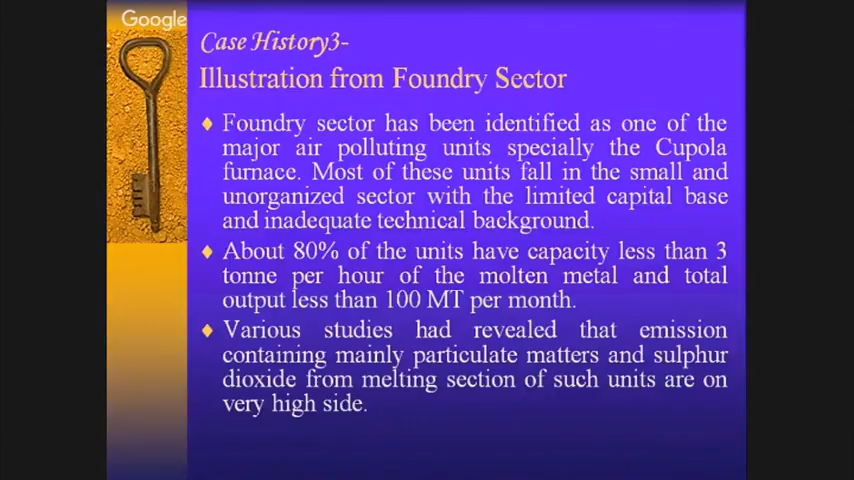 Google
Case History3-
Illustration from Foundry Sector
♦ Foundry sector has been identified as one of the
major air polluting units specially the Cupola
furnace. Most of these units fall in the small and
unorganized sector with the limited capital base
and inadequate technical background.
♦ About 80% of the units have capacity less than 3
tonne per hour of the molten metal and total
output less than 100 MT per month.
♦ Various studies had revealed that emission
containing mainly particulate matters and sulphur
dioxide from melting section of such units are on
very high side.